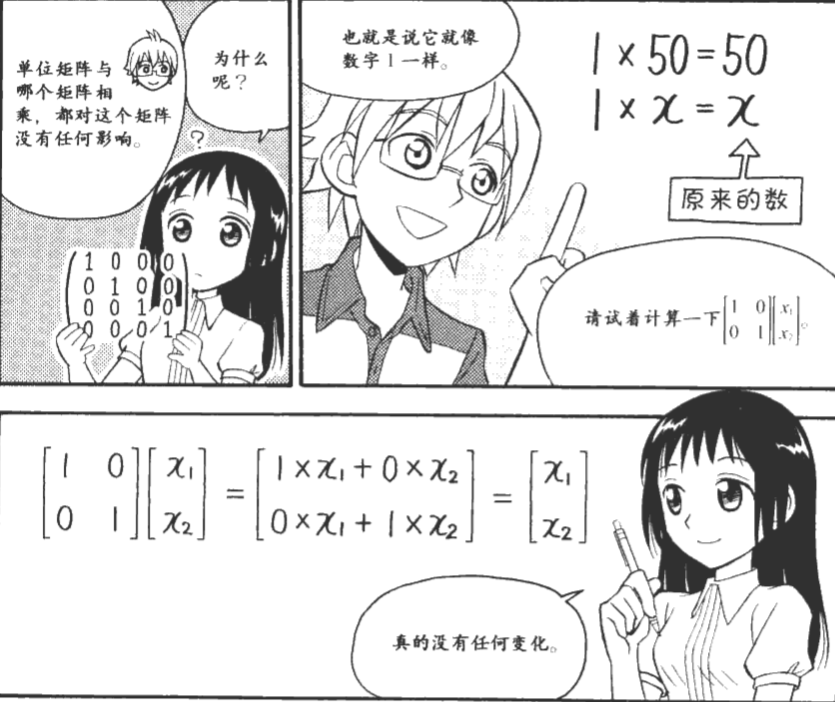 单位矩阵与
哪个矩阵相
乘，都对这个矩阵
没有任何影响。
为什么
呢？
?
1 0 0 0
0 1 0 0
0 0 1 0
0 0 0 1
也就是说它就像
数字1一样。
1 × 50 = 50
1 × x = x
原来的数
请试着计算一下[1 0][x₁]。
[0 1][x₂]
[1 0][x₁] = [1×x₁+0×x₂] = [x₁]
[0 1][x₂] [0×x₁+1×x₂] [x₂]
真的没有任何变化。